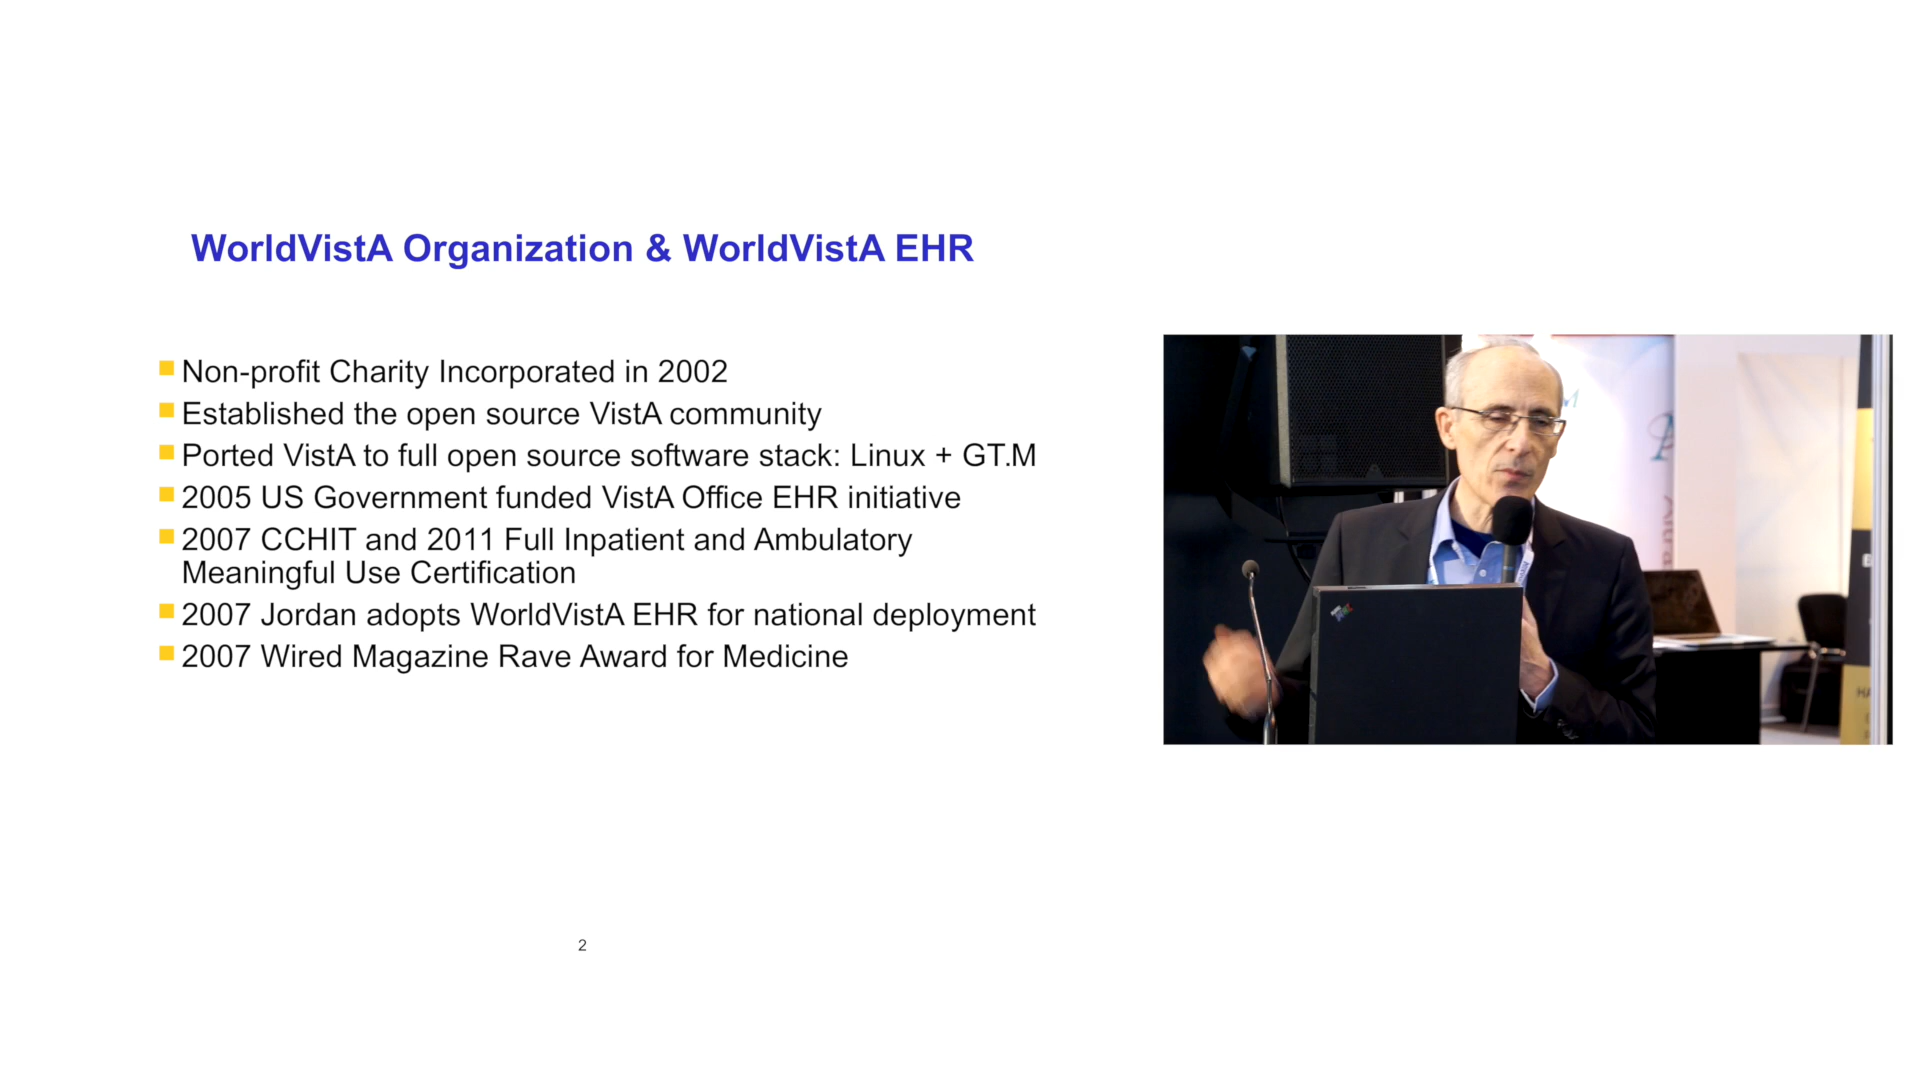 WorldVistA Organization & WorldVistA EHR
Non-profit Charity Incorporated in 2002
Established the open source VistA community
Ported VistA to full open source software stack: Linux + GT.M
2005 US Government funded VistA Office EHR initiative
2007 CCHIT and 2011 Full Inpatient and Ambulatory
Meaningful Use Certification
2007 Jordan adopts WorldVistA EHR for national deployment
2007 Wired Magazine Rave Award for Medicine
2